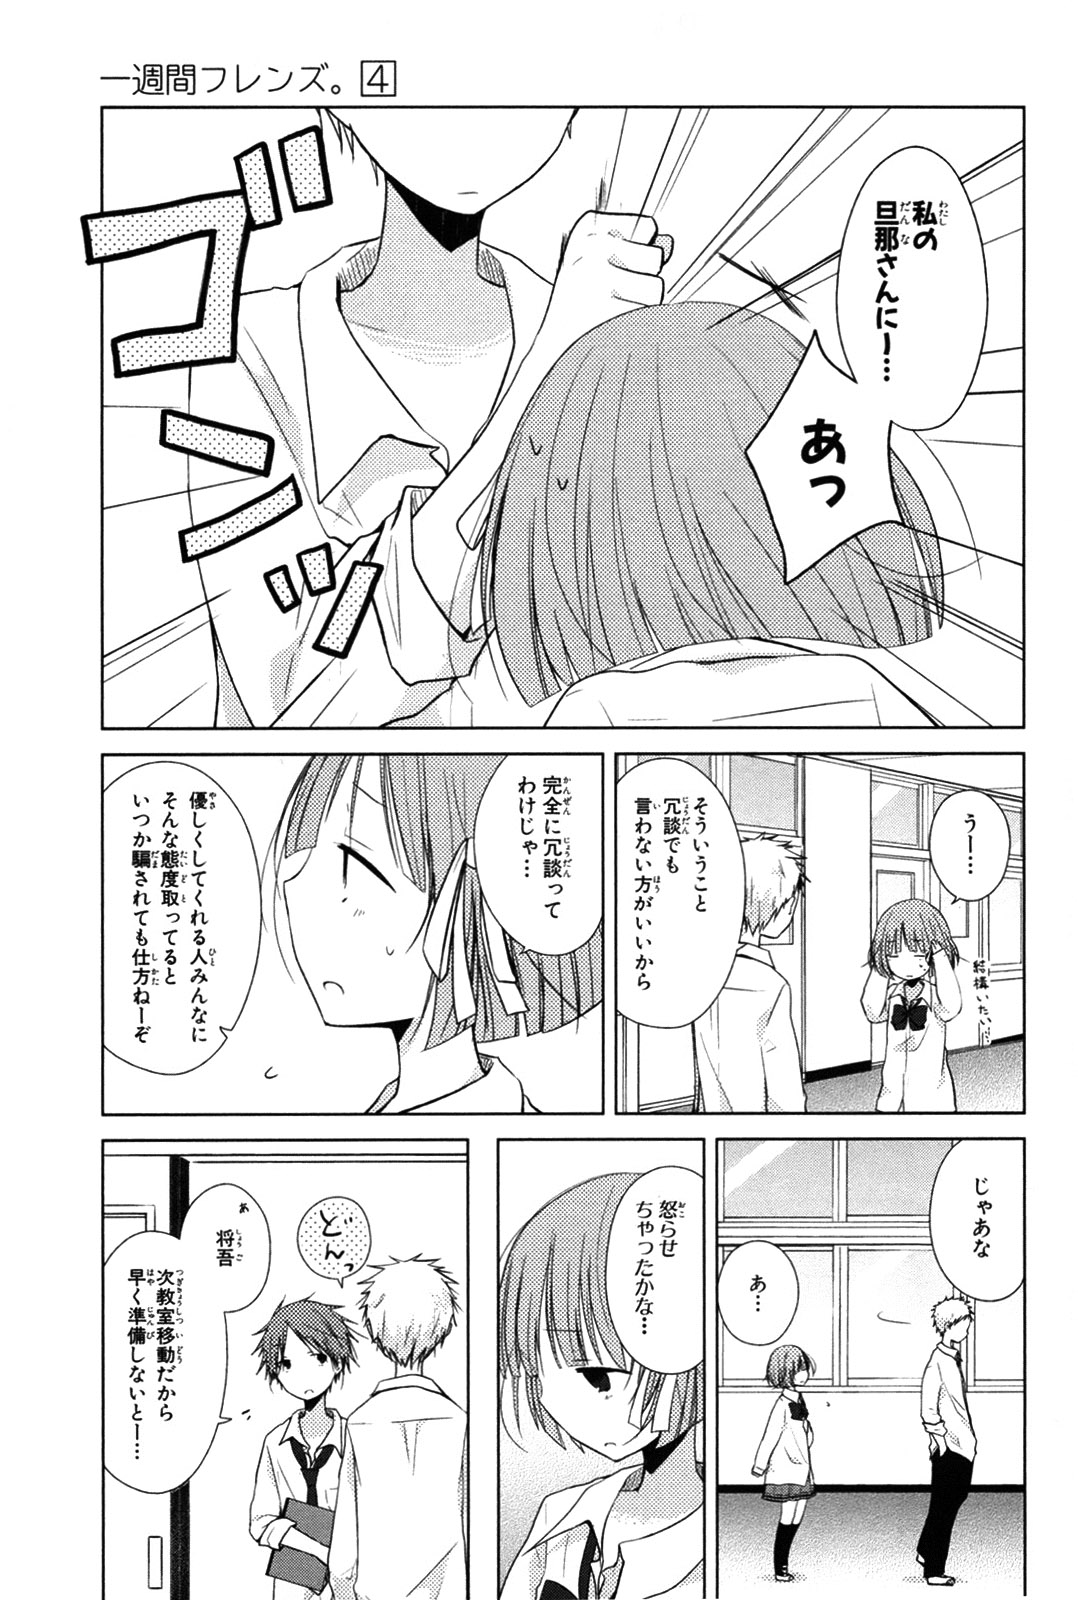 一週間フレンズ。4
私の
旦那さんにー…
あっ
ゴンッ
うー…
結構いたい…
そういうこと
冗談でも
言わない方がいいから
完全に冗談って
わけじゃ…
優しくしてくれる人みんなに
そんな態度取ってると
いつか騙されても仕方ねーぞ
じゃあな
あ…
怒らせ
ちゃったかな…
どんっ
あ
将吾
次教室移動だから
早く準備しないとー…